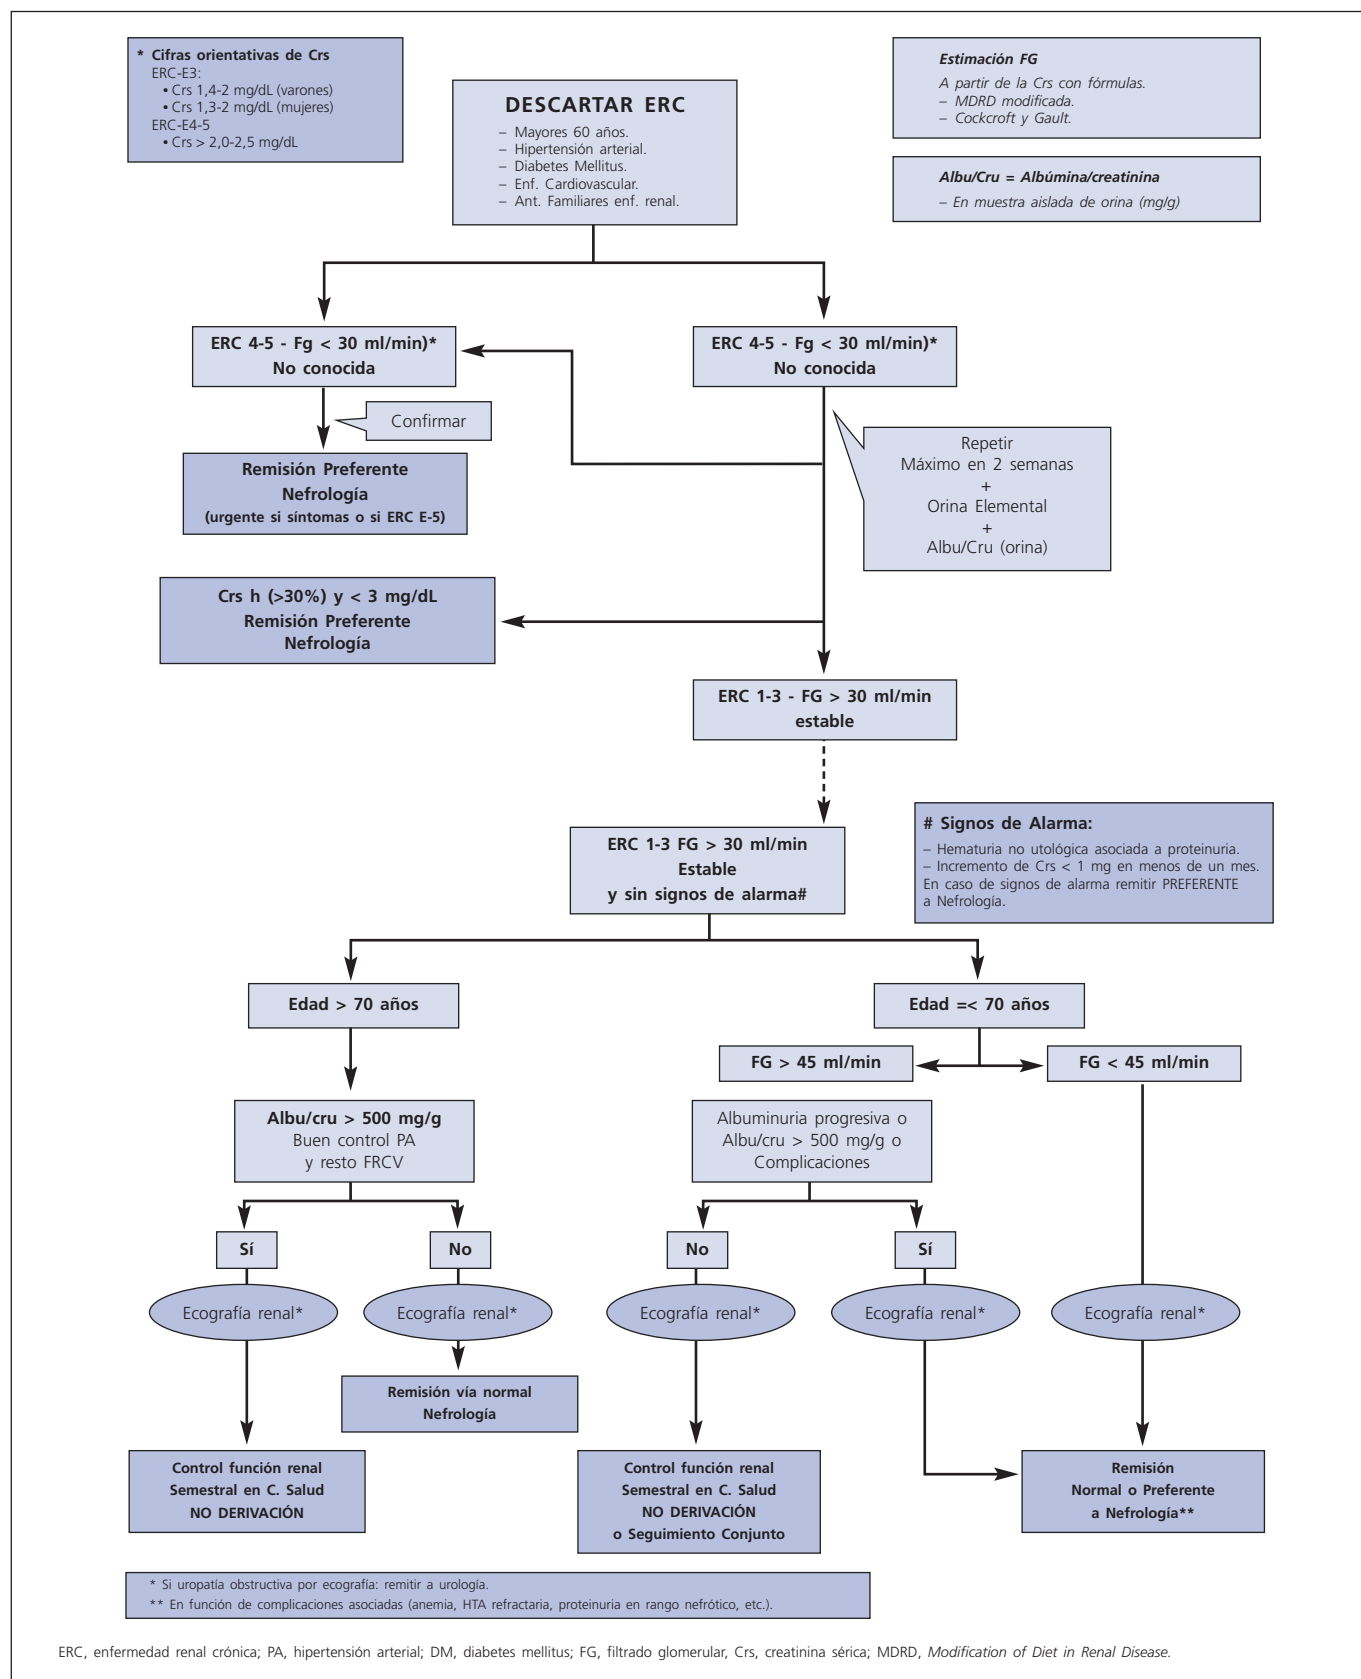 * Cifras orientativas de Crs
ERC-E3:
• Crs 1,4-2 mg/dL (varones)
• Crs 1,3-2 mg/dL (mujeres)
ERC-E4-5
• Crs > 2,0-2,5 mg/dL
DESCARTAR ERC
– Mayores 60 años.
– Hipertensión arterial.
– Diabetes Mellitus.
– Enf. Cardiovascular.
– Ant. Familiares enf. renal.
Estimación FG
A partir de la Crs con fórmulas.
– MDRD modificada.
– Cockcroft y Gault.
Albu/Cru = Albúmina/creatinina
– En muestra aislada de orina (mg/g)
ERC 4-5 - Fg < 30 ml/min)*
No conocida
ERC 4-5 - Fg < 30 ml/min)*
No conocida
Confirmar
Remisión Preferente
Nefrología
(urgente si síntomas o si ERC E-5)
Repetir
Máximo en 2 semanas
+
Orina Elemental
+
Albu/Cru (orina)
Crs h (>30%) y < 3 mg/dL
Remisión Preferente
Nefrología
ERC 1-3 - FG > 30 ml/min
estable
ERC 1-3 FG > 30 ml/min
Estable
y sin signos de alarma#
# Signos de Alarma:
– Hematuria no utológica asociada a proteinuria.
– Incremento de Crs < 1 mg en menos de un mes.
En caso de signos de alarma remitir PREFERENTE
a Nefrología.
Edad > 70 años
Edad =< 70 años
FG > 45 ml/min
FG < 45 ml/min
Albu/cru > 500 mg/g
Buen control PA
y resto FRCV
Albuminuria progresiva o
Albu/cru > 500 mg/g o
Complicaciones
Sí
No
No
Sí
Ecografía renal*
Ecografía renal*
Ecografía renal*
Ecografía renal*
Ecografía renal*
Remisión vía normal
Nefrología
Control función renal
Semestral en C. Salud
NO DERIVACIÓN
Control función renal
Semestral en C. Salud
NO DERIVACIÓN
o Seguimiento Conjunto
Remisión
Normal o Preferente
a Nefrología**
* Si uropatía obstructiva por ecografía: remitir a urología.
** En función de complicaciones asociadas (anemia, HTA refractaria, proteinuria en rango nefrótico, etc.).
ERC, enfermedad renal crónica; PA, hipertensión arterial; DM, diabetes mellitus; FG, filtrado glomerular, Crs, creatinina sérica; MDRD, Modification of Diet in Renal Disease.